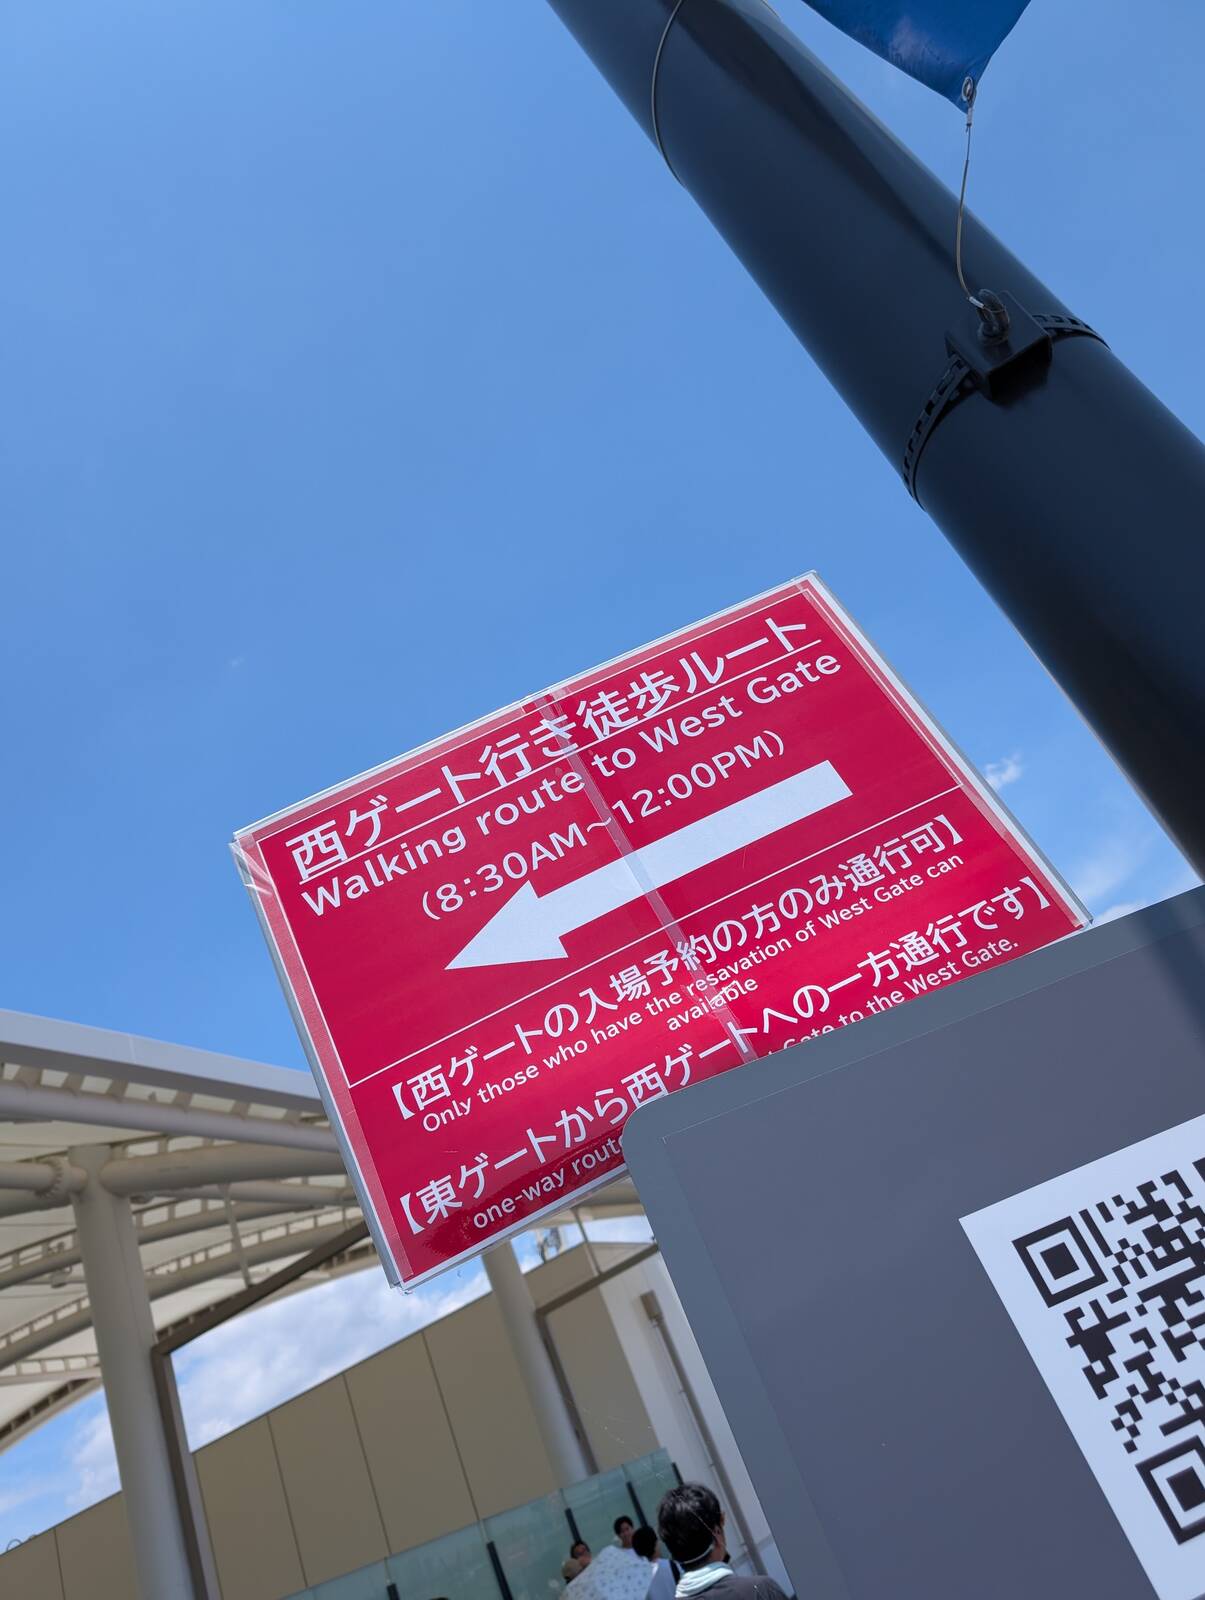 西ゲート行き徒歩ルート
Walking route to West Gate
(8:30AM~12:00PM)
【西ゲートの入場予約の方のみ通行可】
Only those who have the resavation of West Gate can
available
【東ゲートから西ゲートへの一方通行です】
one-way route Gate to the West Gate.